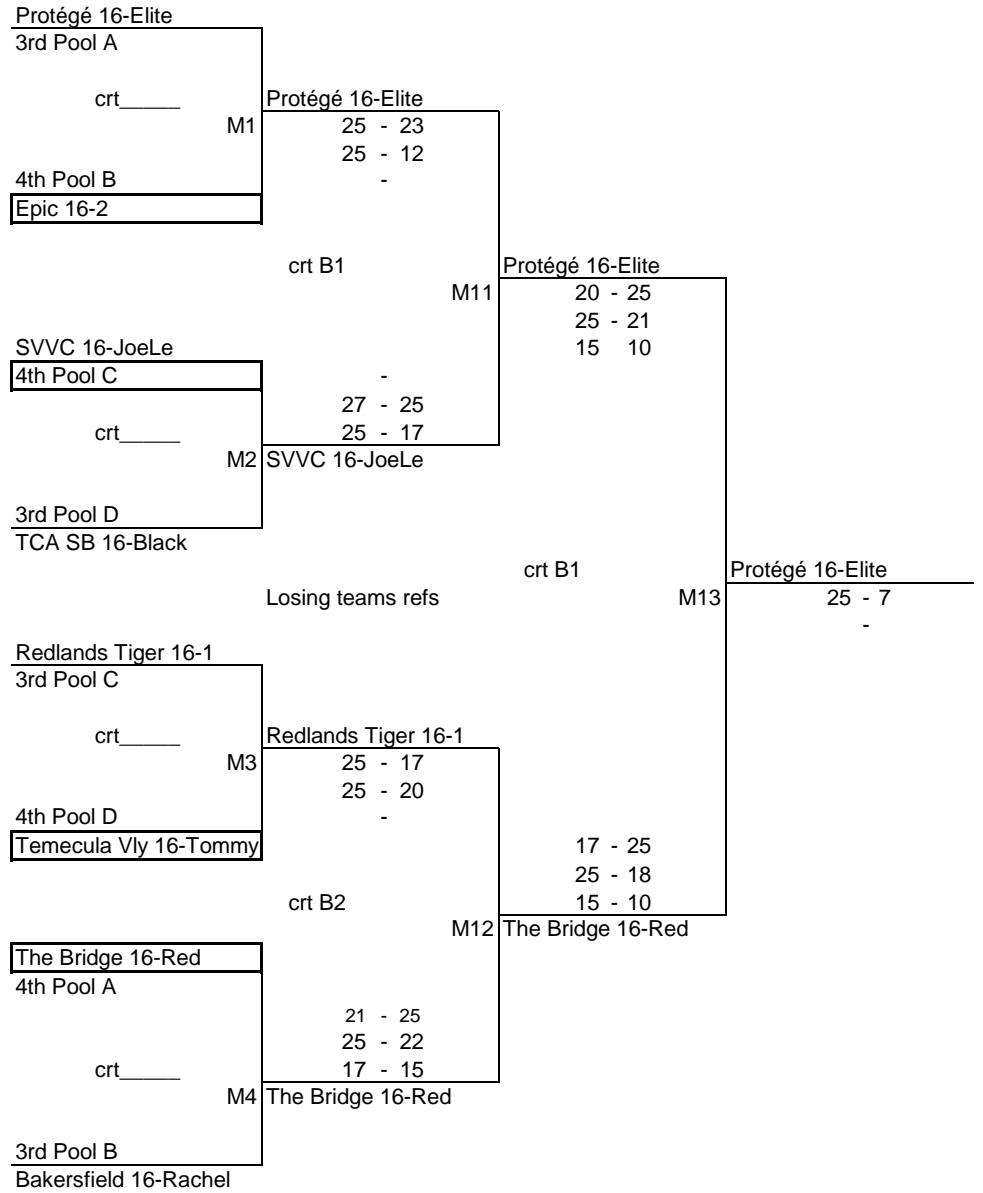 Protégé 16-Elite
3rd Pool A
crt_____ Protégé 16-Elite
M1 25 - 23
25 - 12
4th Pool B -
Epic 16-2
crt B1 Protégé 16-Elite
M11 20 - 25
25 - 21
SVVC 16-JoeLe 15 10
4th Pool C -
27 - 25
crt_____ 25 - 17
M2 SVVC 16-JoeLe
3rd Pool D
TCA SB 16-Black
crt B1 Protégé 16-Elite
Losing teams refs M13 25 - 7
-
Redlands Tiger 16-1
3rd Pool C
crt_____ Redlands Tiger 16-1
M3 25 - 17
25 - 20
4th Pool D -
Temecula Vly 16-Tommy 17 - 25
25 - 18
crt B2 15 - 10
M12 The Bridge 16-Red
The Bridge 16-Red
4th Pool A
21 - 25
25 - 22
crt_____ 17 - 15
M4 The Bridge 16-Red
3rd Pool B
Bakersfield 16-Rachel